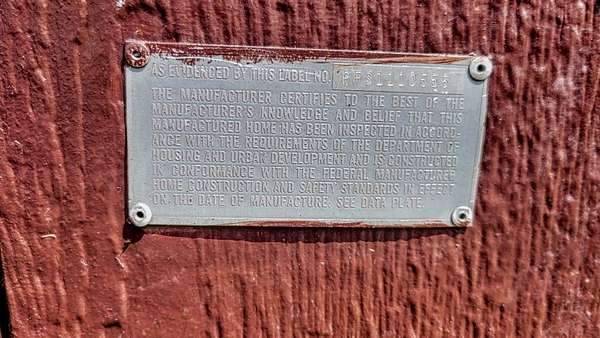 AS EVIDENCED BY THIS LABEL NO.
THE MANUFACTURER CERTIFIES TO THE BEST OF THE
MANUFACTURER'S KNOWLEDGE AND BELIEF THAT THIS
MANUFACTURED HOME HAS BEEN INSPECTED IN ACCORD-
ANCE WITH THE REQUIREMENTS OF THE DEPARTMENT OF
HOUSING AND URBAN DEVELOPMENT AND IS CONSTRUCTED
IN CONFORMANCE WITH THE FEDERAL MANUFACTURED
HOME CONSTRUCTION AND SAFETY STANDARDS IN EFFECT
ON THE DATE OF MANUFACTURE. SEE DATA PLATE.